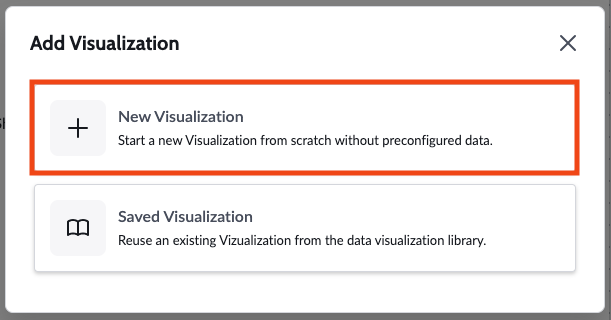 Add Visualization
New Visualization
Start a new Visualization from scratch without preconfigured data.
Saved Visualization
Reuse an existing Vizualization from the data visualization library.